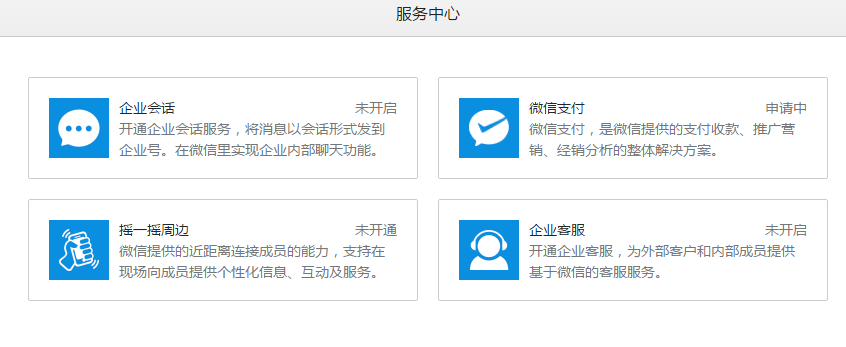 服务中心
企业会话 未开启
开通企业会话服务，将消息以会话形式发到
企业号。在微信里实现企业内部聊天功能。
微信支付 申请中
微信支付，是微信提供的支付收款、推广营
销、经销分析的整体解决方案。
摇一摇周边 未开通
微信提供的近距离连接成员的能力，支持在
现场向成员提供个性化信息、互动及服务。
企业客服 未开启
开通企业客服，为外部客户和内部成员提供
基于微信的客服服务。